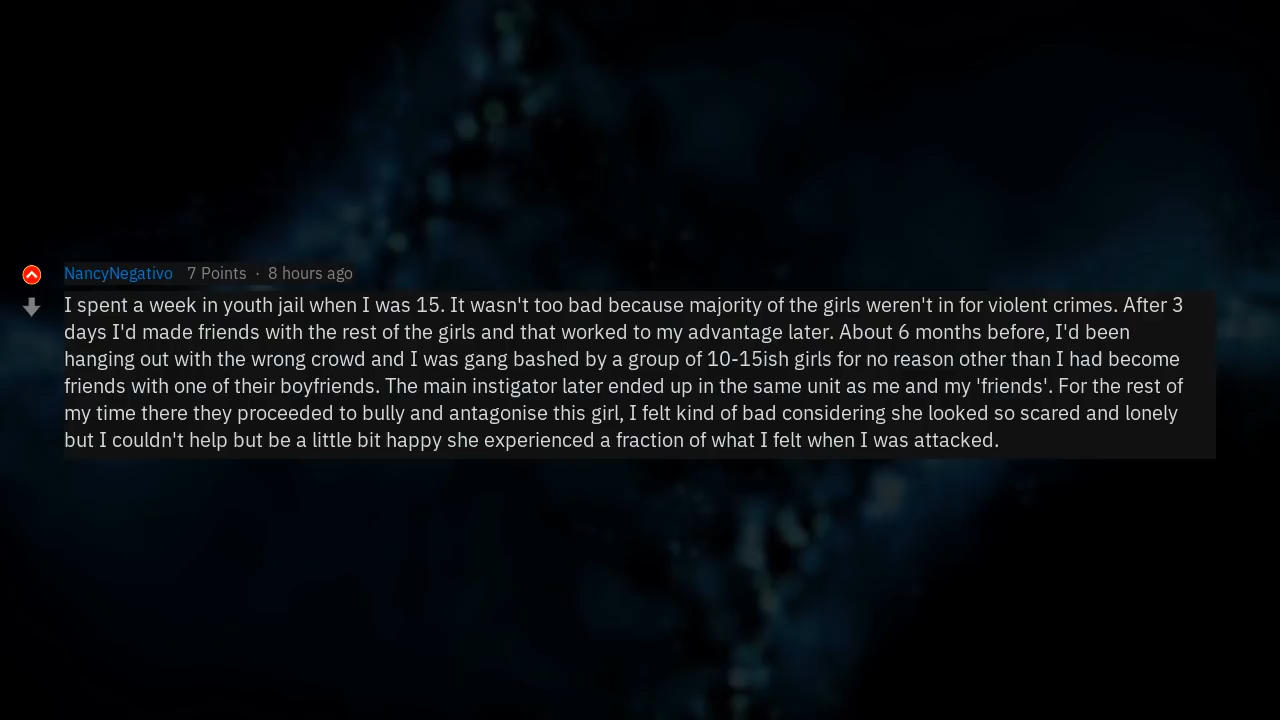 NancyNegativo 7 Points · 8 hours ago
I spent a week in youth jail when I was 15. It wasn't too bad because majority of the girls weren't in for violent crimes. After 3
days I'd made friends with the rest of the girls and that worked to my advantage later. About 6 months before, I'd been
hanging out with the wrong crowd and I was gang bashed by a group of 10-15ish girls for no reason other than I had become
friends with one of their boyfriends. The main instigator later ended up in the same unit as me and my 'friends'. For the rest of
my time there they proceeded to bully and antagonise this girl, I felt kind of bad considering she looked so scared and lonely
but I couldn't help but be a little bit happy she experienced a fraction of what I felt when I was attacked.